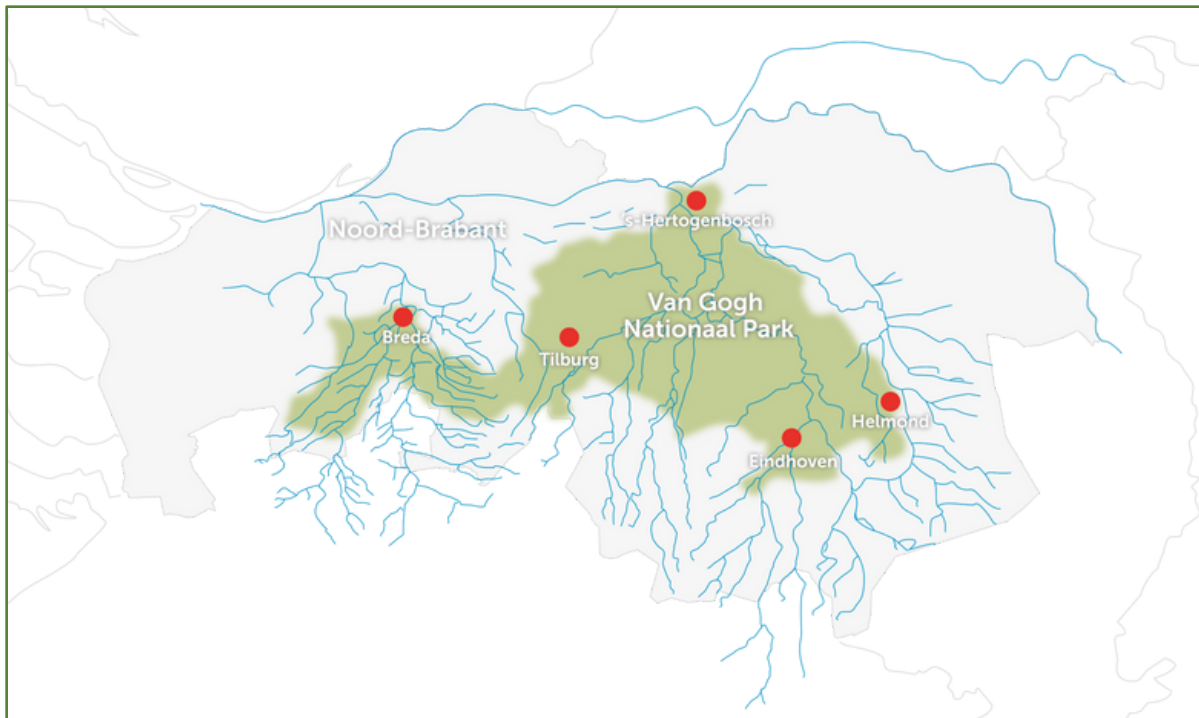 's-Hertogenbosch
Noord-Brabant
Van Gogh
Nationaal Park
Breda
Tilburg
Helmond
Eindhoven